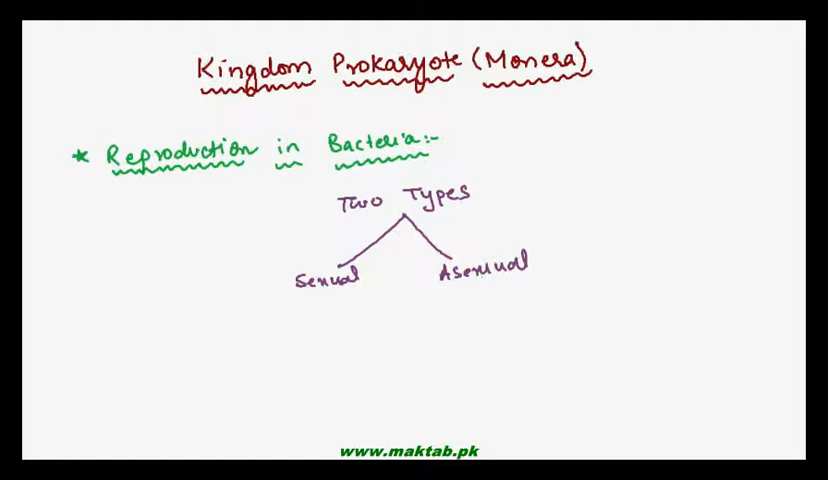 Kingdom Prokaryote (Monera)
* Reproduction in Bacteria:-
Two Types
Sexual Asexual
www.maktab.pk